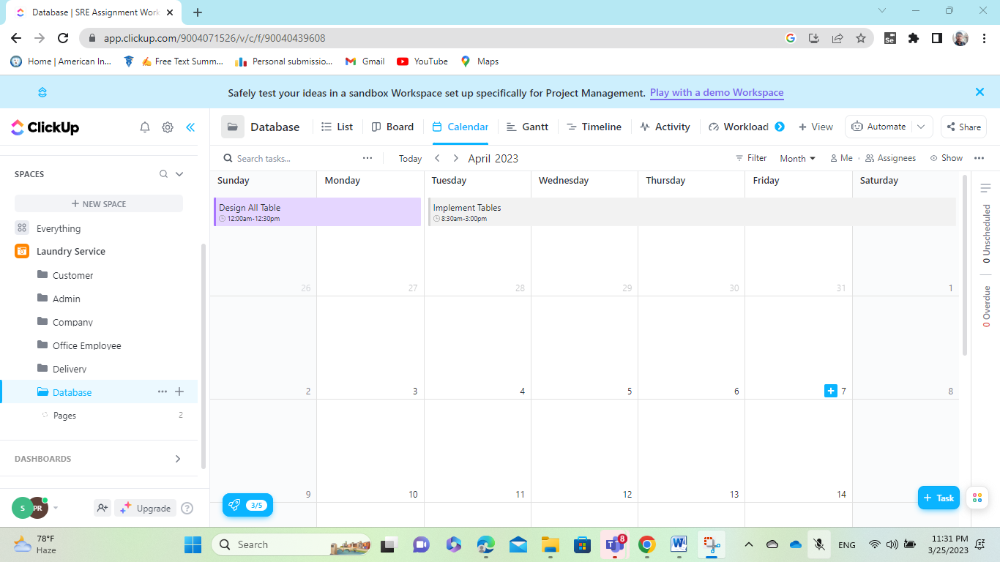 Database | SRE Assignment Work
app.clickup.com/9004071526/v/c/f/90040439608
Se
Home | American In...
Free Text Summ...
Personal submissio...
Gmail
YouTube
Maps
Safely test your ideas in a sandbox Workspace set up specifically for Project Management. Play with a demo Workspace
ClickUp
Database
List
Board
Calendar
Gantt
Timeline
Activity
Workload
+ View
Automate
Share
Search tasks...
Today
April 2023
Filter
Month
Me
Assignees
Show
SPACES
+ NEW SPACE
Everything
Laundry Service
Customer
Admin
Company
Office Employee
Delivery
Database
Pages 2
DASHBOARDS
S PR
Upgrade
?
Sunday Monday Tuesday Wednesday Thursday Friday Saturday
Design All Table
12:00am-12:30pm
Implement Tables
8:30am-3:00pm
26 27 28 29 30 31 1
2 3 4 5 6 + 7 8
9 10 11 12 13 14
0 Unscheduled
0 Overdue
3/5
+ Task
78°F
Haze
Search
8
ENG
11:31 PM
3/25/2023